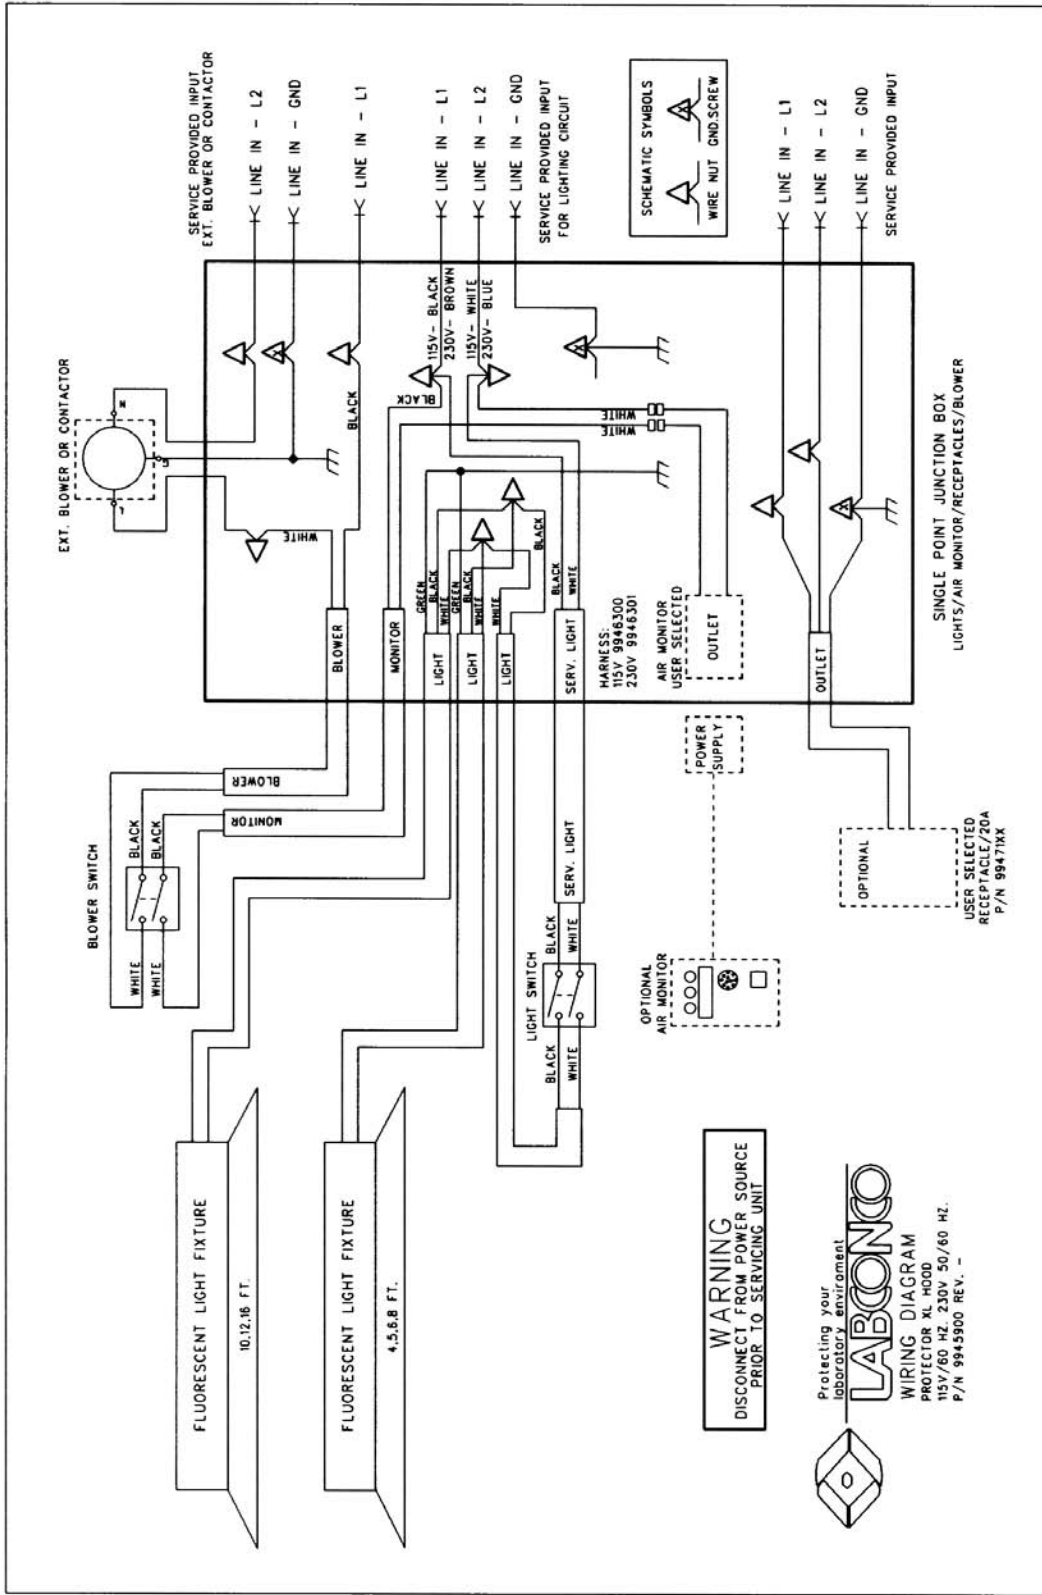 EXT. BLOWER OR CONTACTOR
L
G
N
SERVICE PROVIDED INPUT
EXT. BLOWER OR CONTACTOR
LINE IN - L2
LINE IN - GND
LINE IN - L1
BLOWER SWITCH
WHITE
BLACK
WHITE
BLACK
BLOWER
MONITOR
BLOWER
WHITE
BLACK
MONITOR
BLACK
115V- BLACK
230V- BROWN
LINE IN - L1
115V- WHITE
230V- BLUE
LINE IN - L2
LINE IN - GND
SERVICE PROVIDED INPUT
FOR LIGHTING CIRCUIT
WHITE
WHITE
FLUORESCENT LIGHT FIXTURE
10,12,16 FT.
FLUORESCENT LIGHT FIXTURE
4,5,6,8 FT.
LIGHT
GREEN
BLACK
WHITE
LIGHT
GREEN
BLACK
WHITE
LIGHT
WHITE
BLACK
LIGHT SWITCH
BLACK
BLACK
WHITE
WHITE
SERV. LIGHT
SERV. LIGHT
BLACK
WHITE
HARNESS:
115V 9946300
230V 9946301
SCHEMATIC SYMBOLS
WIRE NUT
GND.SCREW
OPTIONAL
AIR MONITOR
POWER
SUPPLY
AIR MONITOR
USER SELECTED
OUTLET
LINE IN - L1
LINE IN - L2
LINE IN - GND
SERVICE PROVIDED INPUT
OUTLET
OPTIONAL
USER SELECTED
RECEPTACLE/20A
P/N 99471XX
SINGLE POINT JUNCTION BOX
LIGHTS/AIR MONITOR/RECEPTACLES/BLOWER
WARNING
DISCONNECT FROM POWER SOURCE
PRIOR TO SERVICING UNIT
Protecting your
laboratory enviroment
LABCONCO
WIRING DIAGRAM
PROTECTOR XL HOOD
115V/60 HZ. 230V 50/60 HZ.
P/N 9945900 REV. -